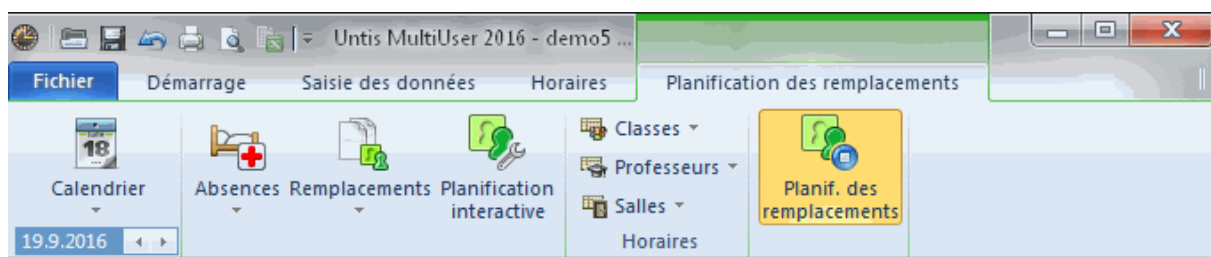 Untis MultiUser 2016 - demo5 ...
Fichier Démarrage Saisie des données Horaires Planification des remplacements
18
Calendrier
19.9.2016
Absences
Remplacements
Planification
interactive
Classes
Professeurs
Salles
Horaires
Planif. des
remplacements